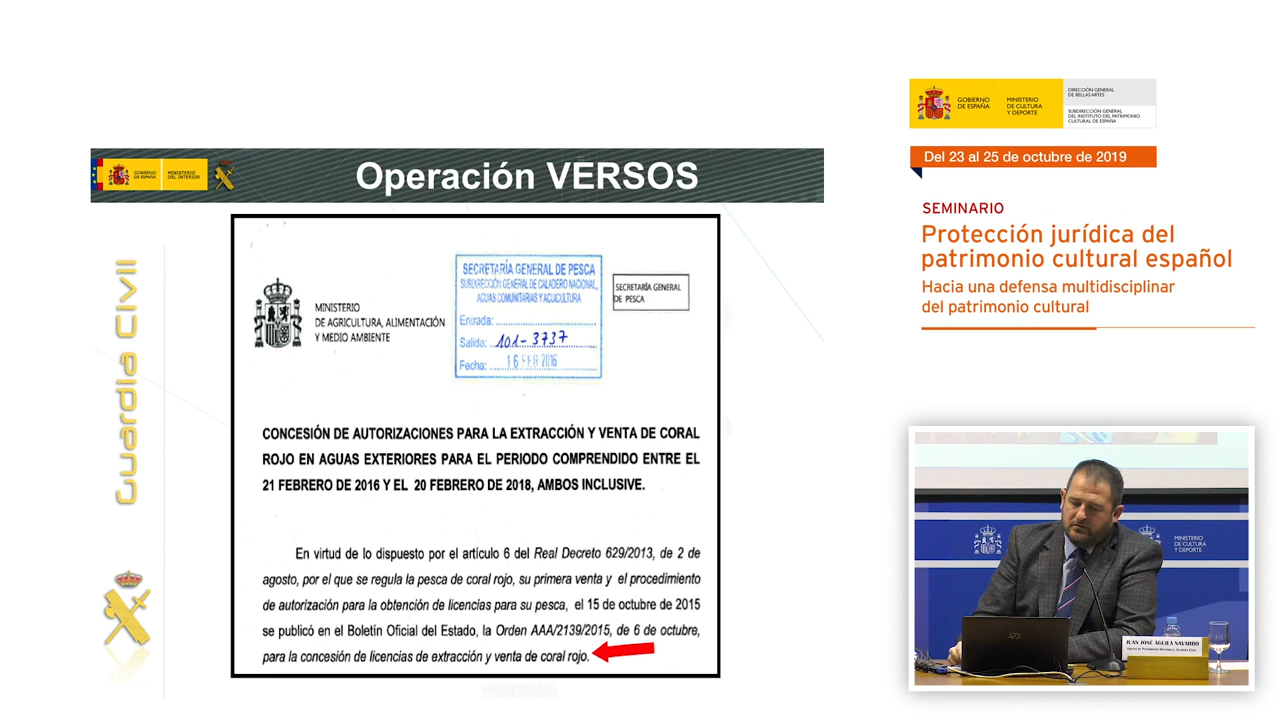 GOBIERNO
DE ESPAÑA
MINISTERIO
DEL INTERIOR
Operación VERSOS
Guardia Civil
MINISTERIO
DE AGRICULTURA, ALIMENTACIÓN
Y MEDIO AMBIENTE
SECRETARÍA GENERAL DE PESCA
SUBDIRECCIÓN GENERAL DE CALADERO NACIONAL,
AGUAS COMUNITARIAS Y ACUICULTURA
Entrada:
Salida: 101-3737
Fecha: 16 FEB 2016
SECRETARÍA GENERAL
DE PESCA
CONCESIÓN DE AUTORIZACIONES PARA LA EXTRACCIÓN Y VENTA DE CORAL
ROJO EN AGUAS EXTERIORES PARA EL PERIODO COMPRENDIDO ENTRE EL
21 FEBRERO DE 2016 Y EL 20 FEBRERO DE 2018, AMBOS INCLUSIVE.
En virtud de lo dispuesto por el artículo 6 del Real Decreto 629/2013, de 2 de
agosto, por el que se regula la pesca de coral rojo, su primera venta y el procedimiento
de autorización para la obtención de licencias para su pesca, el 15 de octubre de 2015
se publicó en el Boletín Oficial del Estado, la Orden AAA/2139/2015, de 6 de octubre,
para la concesión de licencias de extracción y venta de coral rojo.
GOBIERNO
DE ESPAÑA
MINISTERIO
DE CULTURA
Y DEPORTE
DIRECCIÓN GENERAL
DE BELLAS ARTES
SUBDIRECCIÓN GENERAL
DEL INSTITUTO DEL PATRIMONIO
CULTURAL DE ESPAÑA
Del 23 al 25 de octubre de 2019
SEMINARIO
Protección jurídica del
patrimonio cultural español
Hacia una defensa multidisciplinar
del patrimonio cultural
MINISTERIO
DE CULTURA
Y DEPORTE
JUAN JOSÉ AGUILA NAVARRO